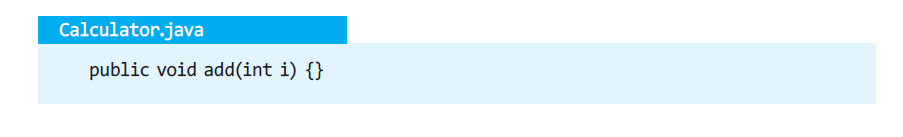 Calculator.java
public void add(int i) {}